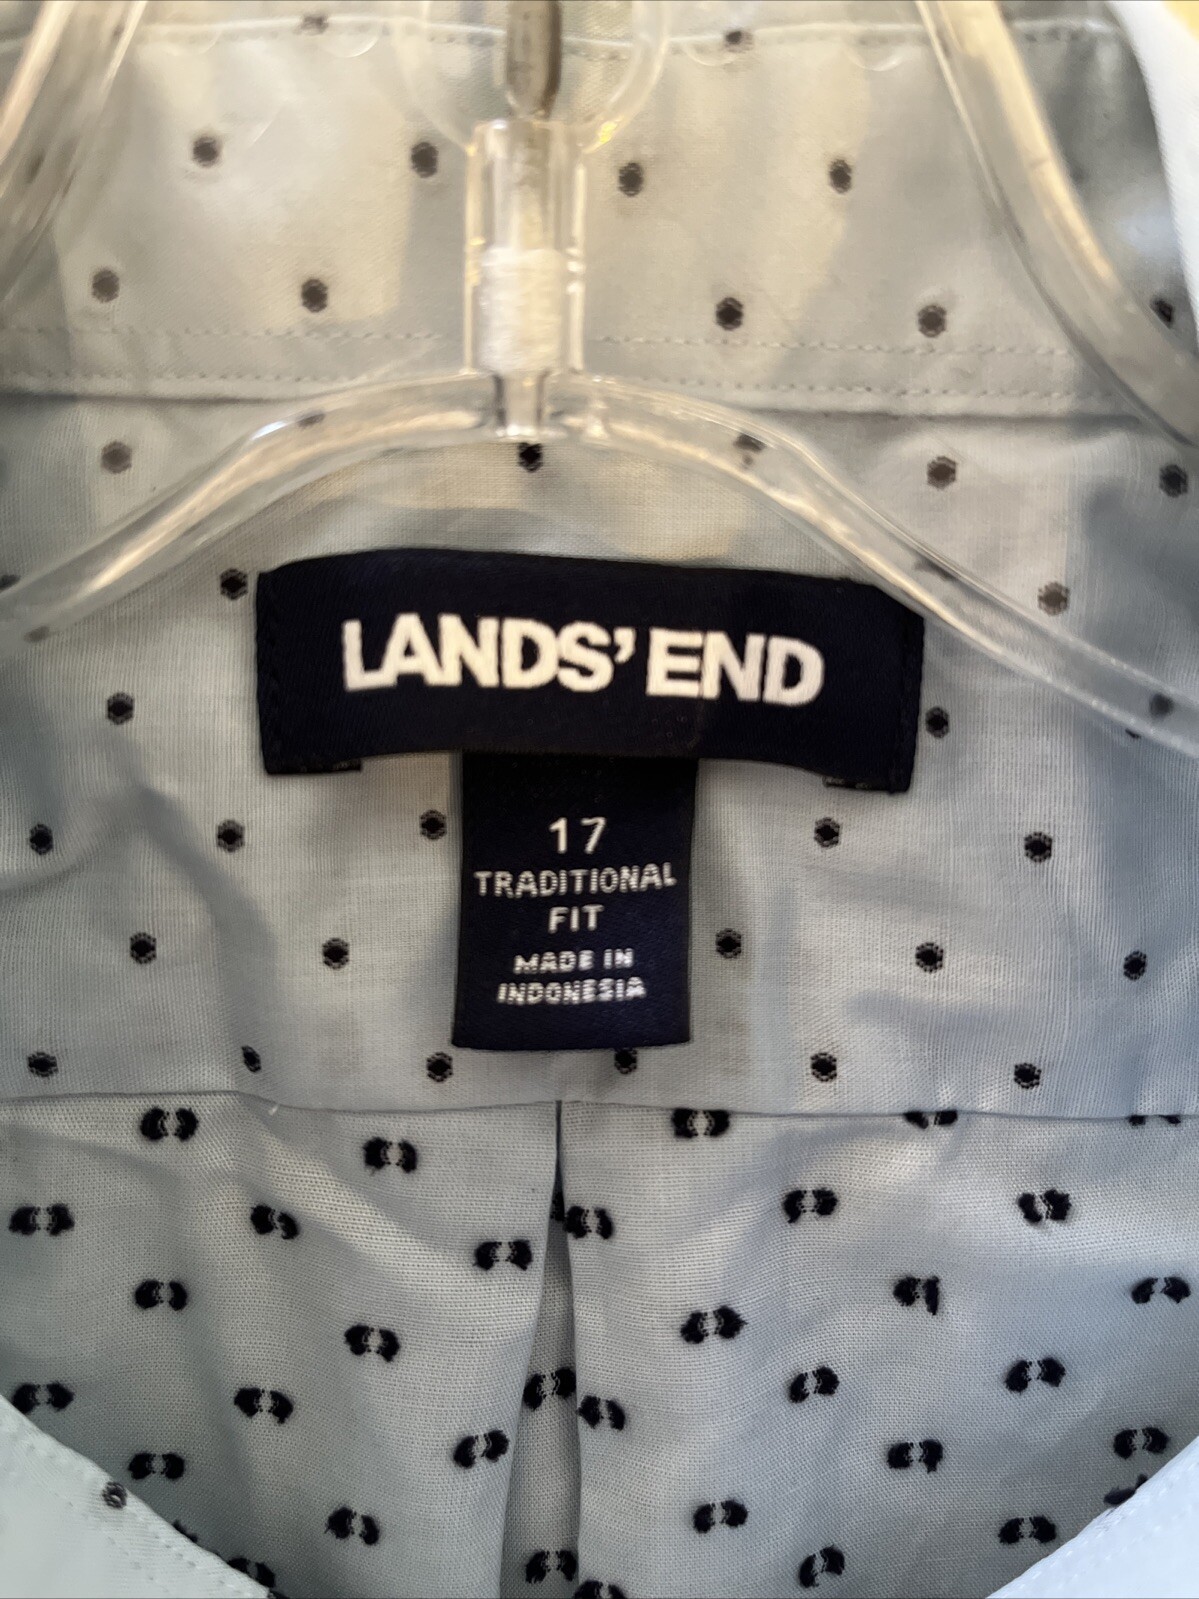 LANDS' END
17
TRADITIONAL
FIT
MADE IN
INDONESIA